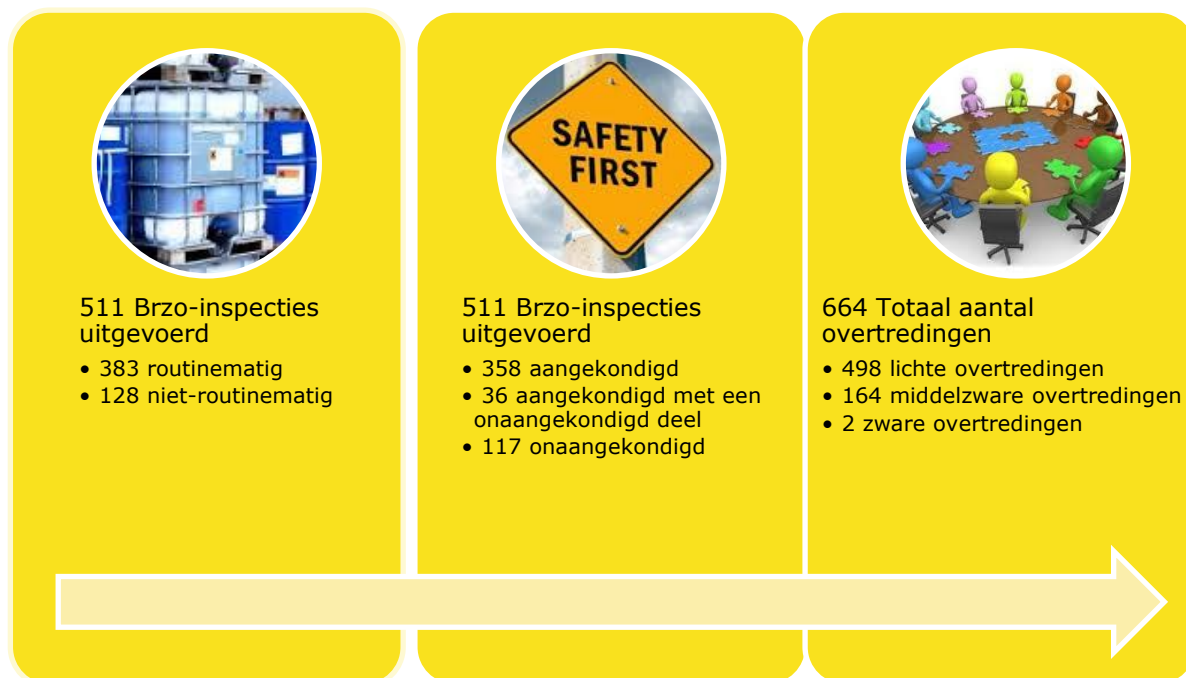 511 Brzo-inspecties
uitgevoerd
• 383 routinematig
• 128 niet-routinematig
SAFETY
FIRST
511 Brzo-inspecties
uitgevoerd
• 358 aangekondigd
• 36 aangekondigd met een
onaangekondigd deel
• 117 onaangekondigd
664 Totaal aantal
overtredingen
• 498 lichte overtredingen
• 164 middelzware overtredingen
• 2 zware overtredingen